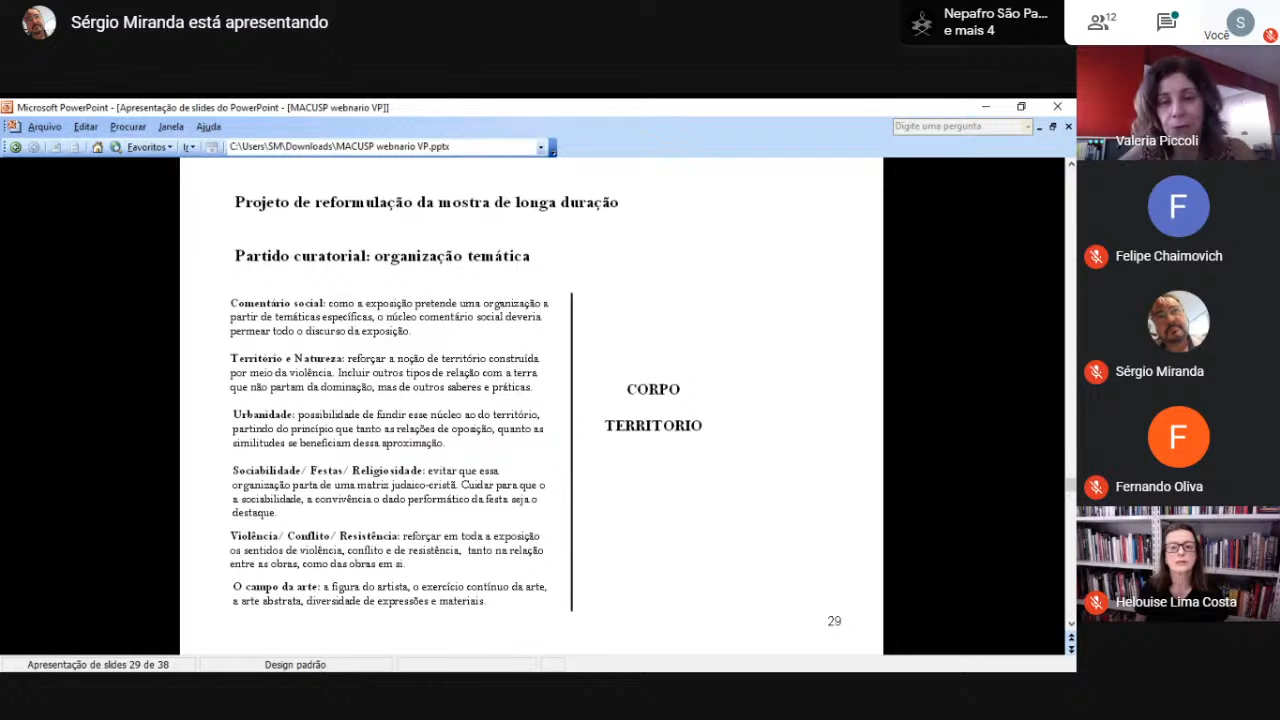 Sérgio Miranda está apresentando
Nepafro São Pa...
e mais 4
12
S
Você
Microsoft PowerPoint - [Apresentação de slides do PowerPoint - [MACUSP webnario VP]]
Arquivo Editar Procurar Janela Ajuda
Digite uma pergunta
Favoritos Ir
C:\Users\SM\Downloads\MACUSP webnario VP.pptx
Projeto de reformulação da mostra de longa duração
Partido curatorial: organização temática
Comentário social: como a exposição pretende uma organização a
partir de temáticas específicas, o núcleo comentário social deveria
permear todo o discurso da exposição.
Território e Natureza: reforçar a noção de território construída
por meio da violência. Incluir outros tipos de relação com a terra
que não partam da dominação, mas de outros saberes e práticas.
Urbanidade: possibilidade de fundir esse núcleo ao do território,
partindo do princípio que tanto as relações de oposição, quanto as
similitudes se beneficiam dessa aproximação.
Sociabilidade/ Festas/ Religiosidade: evitar que essa
organização parta de uma matriz judaico-cristã. Cuidar para que o
a sociabilidade, a convivência o dado performático da festa seja o
destaque.
Violência/ Conflito/ Resistência: reforçar em toda a exposição
os sentidos de violência, conflito e de resistência, tanto na relação
entre as obras, como das obras em si.
O campo da arte: a figura do artista, o exercício contínuo da arte,
a arte abstrata, diversidade de expressões e materiais.
CORPO
TERRITORIO
29
Apresentação de slides 29 de 38
Design padrão
Valeria Piccoli
F
Felipe Chaimovich
Sérgio Miranda
F
Fernando Oliva
Helouise Lima Costa